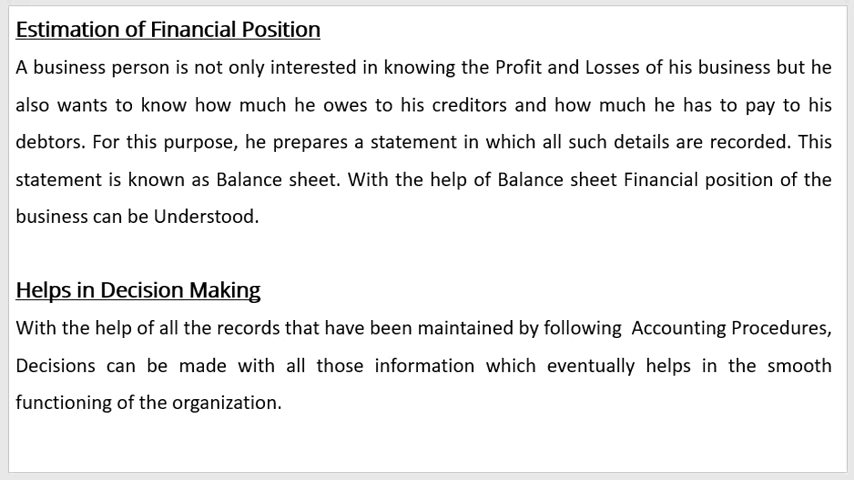 Estimation of Financial Position
A business person is not only interested in knowing the Profit and Losses of his business but he
also wants to know how much he owes to his creditors and how much he has to pay to his
debtors. For this purpose, he prepares a statement in which all such details are recorded. This
statement is known as Balance sheet. With the help of Balance sheet Financial position of the
business can be Understood.
Helps in Decision Making
With the help of all the records that have been maintained by following  Accounting Procedures,
Decisions can be made with all those information which eventually helps in the smooth
functioning of the organization.